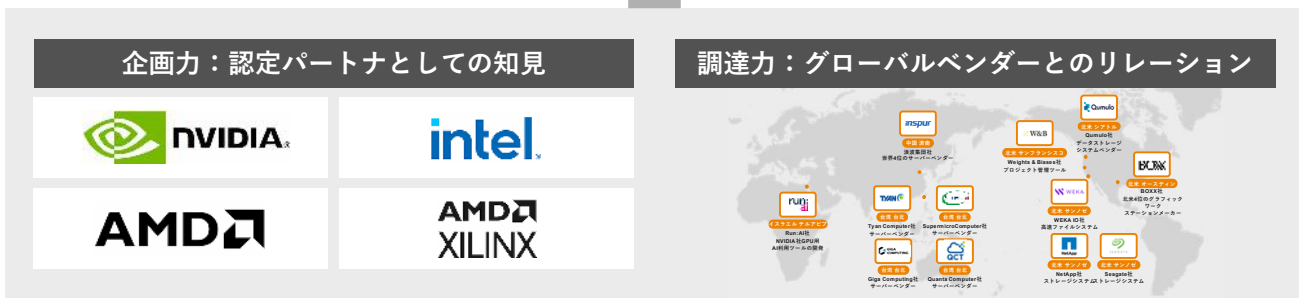 企画力：認定パートナとしての知見
NVIDIA
intel
AMD
AMD
XILINX
調達力：グローバルベンダーとのリレーション
Qumulo
北米 シアトル
Qumulo社
データストレージ
システムベンダー
inspur
中国 済南
浪潮集団社
世界4位のサーバーベンダー
W&B
北米 サンフランシスコ
Weights & Biases社
プロジェクト管理ツール
BOXX
北米 オースティン
BOXX社
北米4位のグラフィック
ワーク
ステーションメーカー
run:
ai
イスラエル テルアビブ
Run:AI社
NVIDIA社GPU用
AI利用ツールの開発
TYAN
台湾 台北
Tyan Computer社
サーバーベンダー
台湾 台北
SupermicroComputer社
サーバーベンダー
WEKA
北米 サンノゼ
WEKA IO社
高速ファイルシステム
GIGA
COMPUTING
台湾 台北
Giga Computing社
サーバーベンダー
QCT
台湾 台北
Quanta Computer社
サーバーベンダー
NetApp
北米 サンノゼ
NetApp社
ストレージシステム
SEAGATE
北米 サンノゼ
Seagate社
ストレージシステム